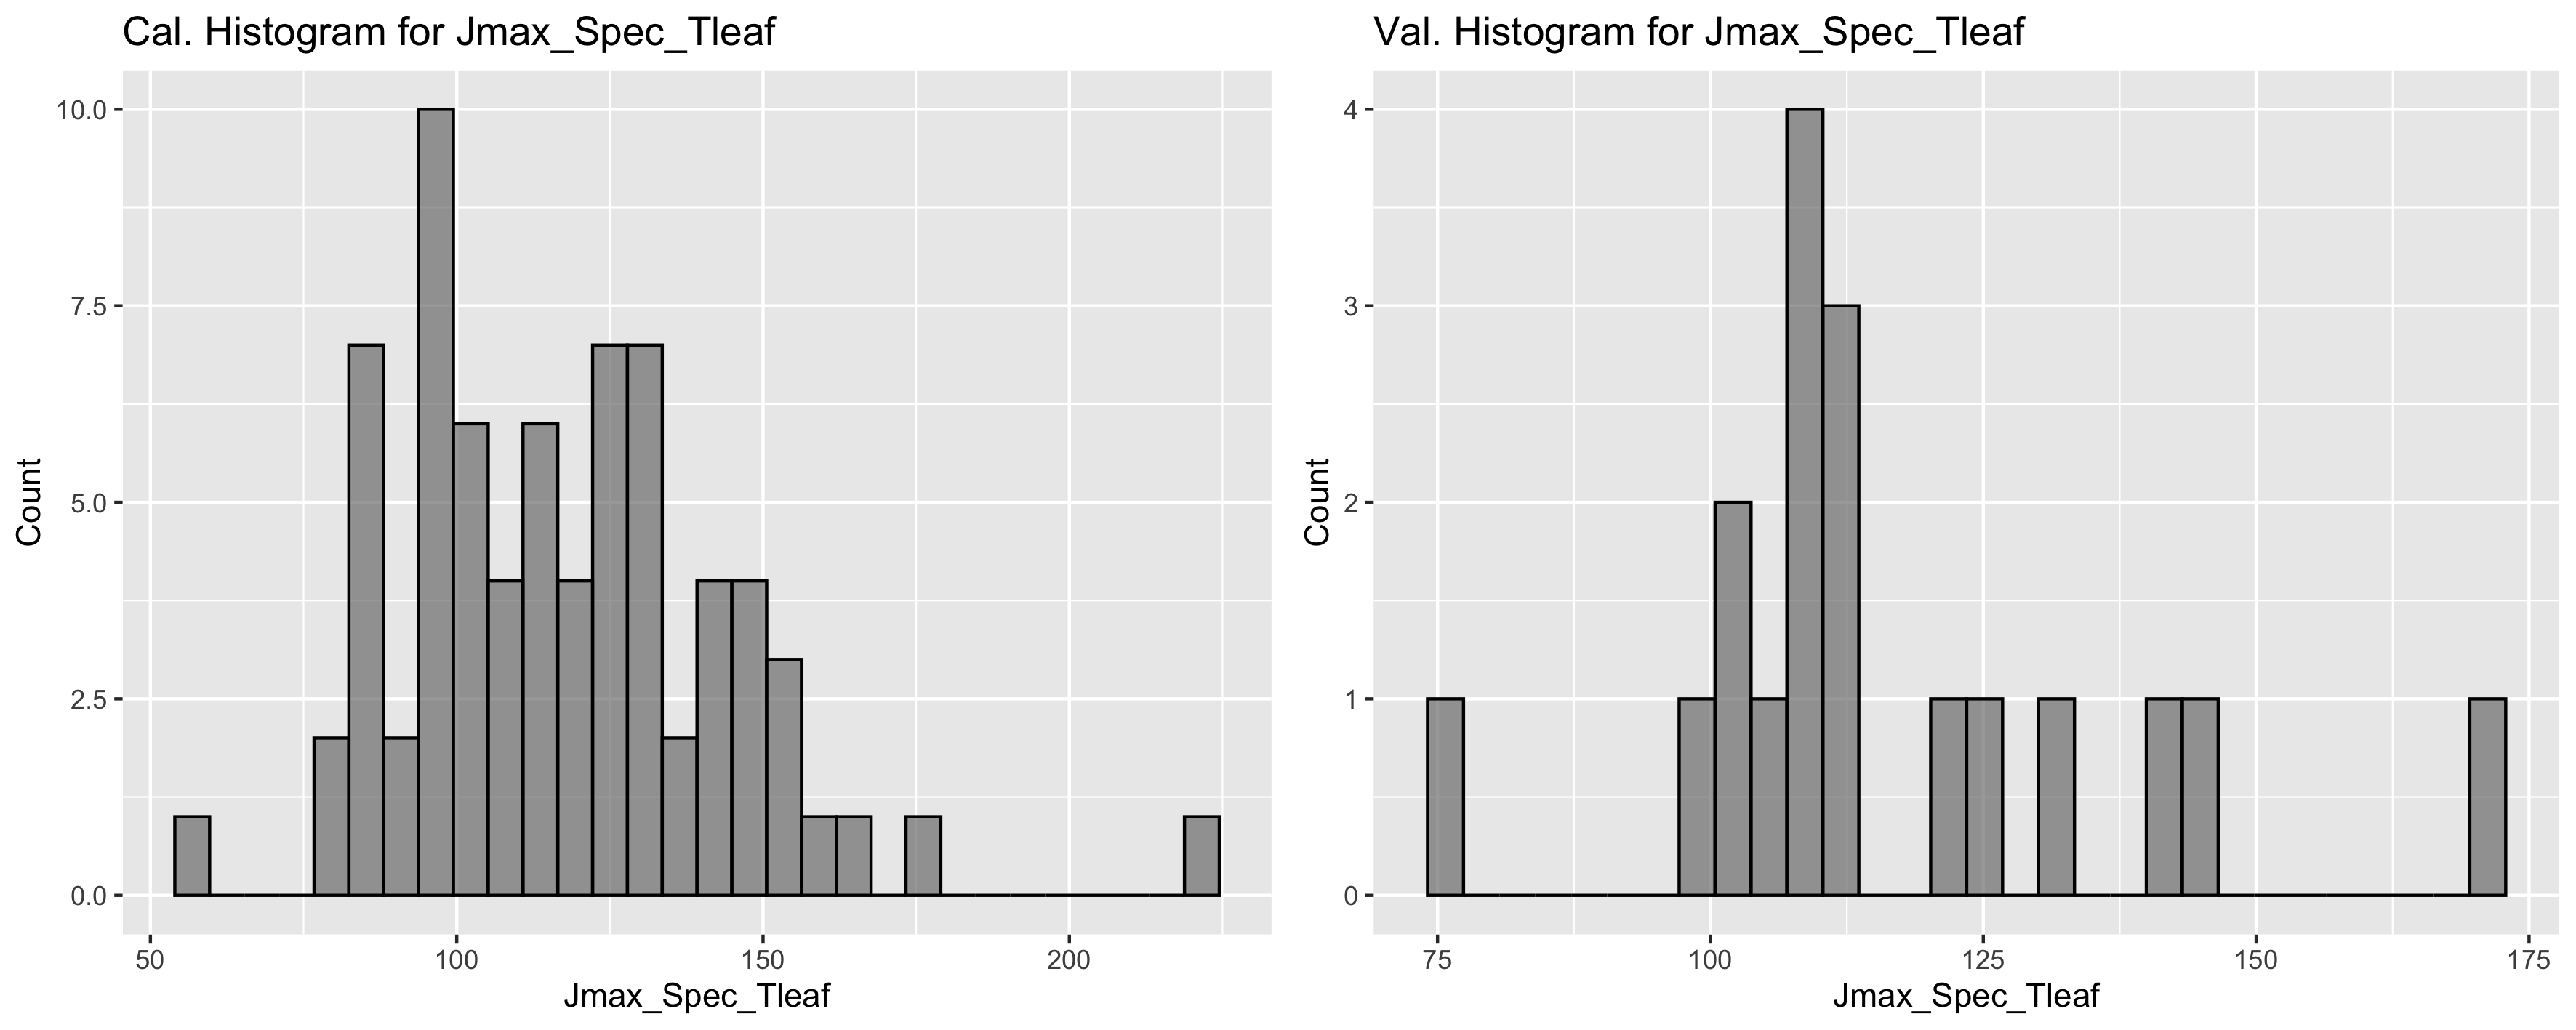 Cal. Histogram for Jmax_Spec_Tleaf
10.0
7.5
5.0
2.5
0.0
Count
50 100 150 200
Jmax_Spec_Tleaf
Val. Histogram for Jmax_Spec_Tleaf
4
3
2
1
0
Count
75 100 125 150 175
Jmax_Spec_Tleaf